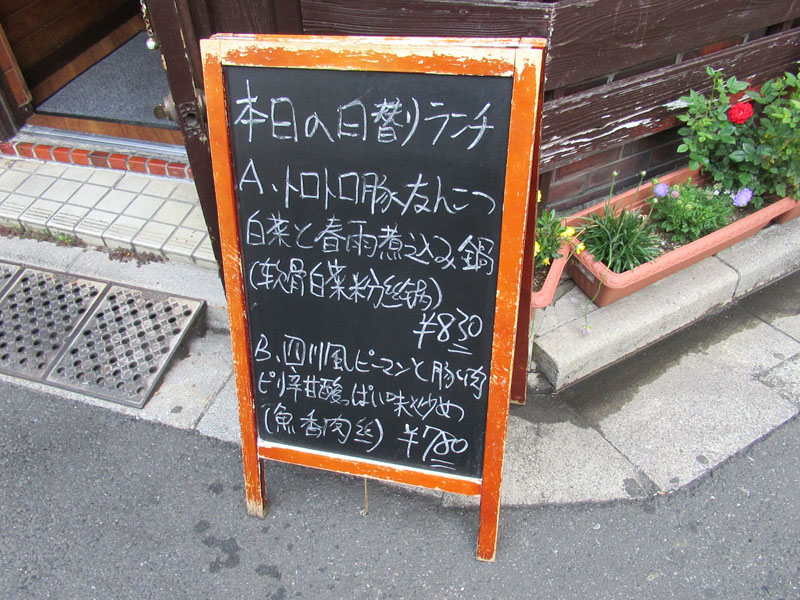 本日の日替りランチ
A、トロトロ豚なんこつ
白菜と春雨煮込み鍋
(軟骨白菜粉丝锅)
¥830
B、四川風ピーマンと豚肉
ピリ辛甘酸っぱい味炒め
(魚香肉丝) ¥780